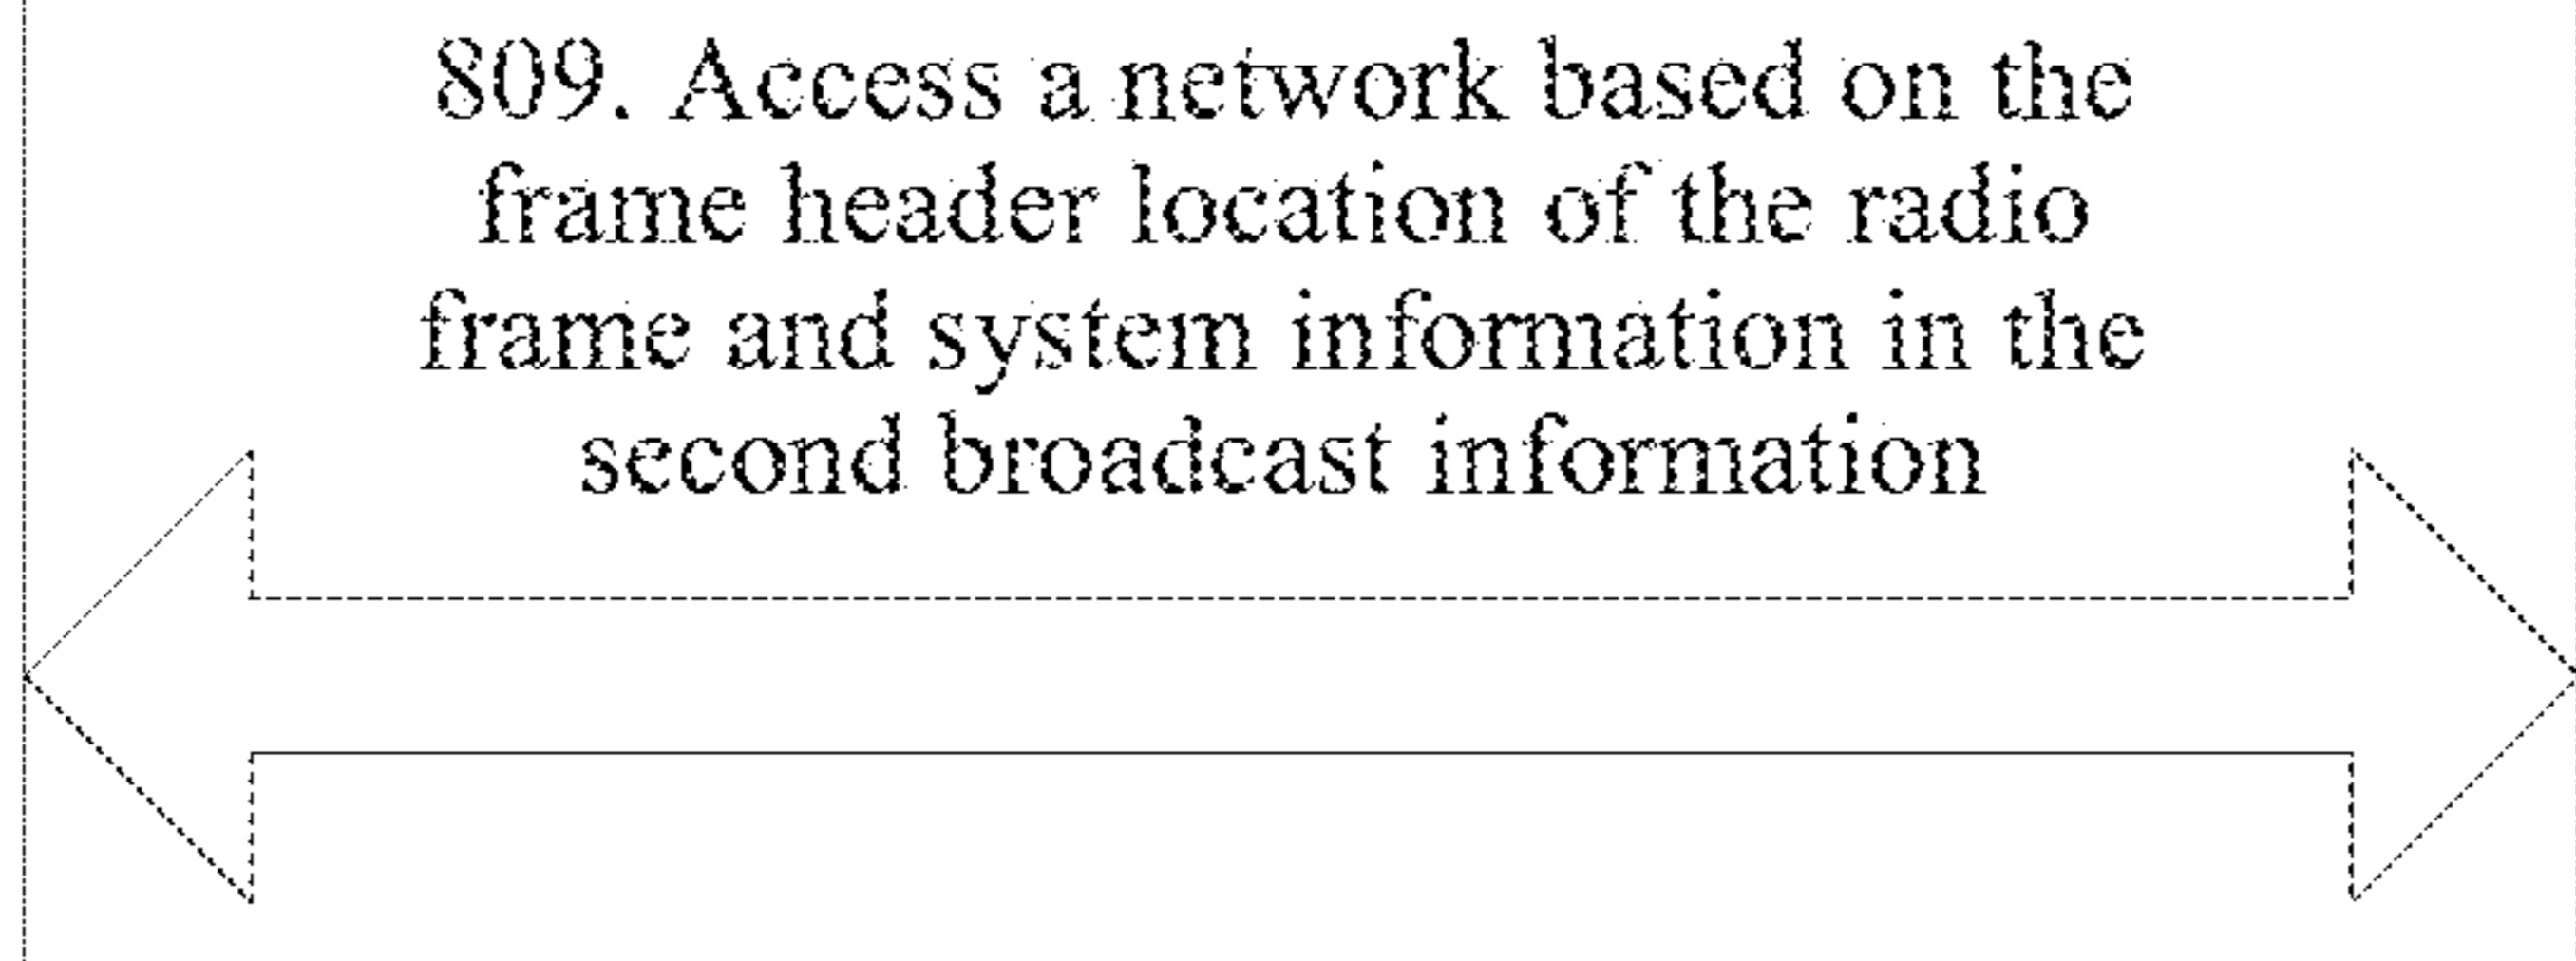 809. Access a network based on the
frame header location of the radio
frame and system information in the
second broadcast information